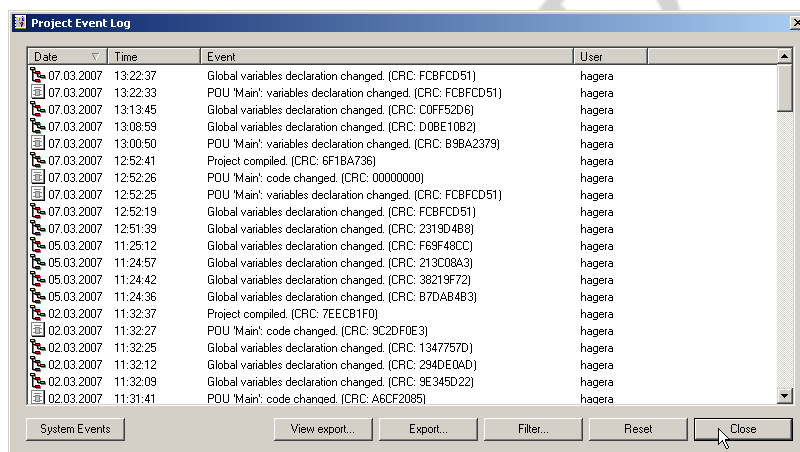 Project Event Log
Date Time Event User
07.03.2007 13:22:37 Global variables declaration changed. (CRC: FCBFCD51) hagera
07.03.2007 13:22:33 POU 'Main': variables declaration changed. (CRC: FCBFCD51) hagera
07.03.2007 13:13:45 Global variables declaration changed. (CRC: C0FF52D6) hagera
07.03.2007 13:08:59 Global variables declaration changed. (CRC: D0BE10B2) hagera
07.03.2007 13:00:50 POU 'Main': variables declaration changed. (CRC: B9BA2379) hagera
07.03.2007 12:52:41 Project compiled. (CRC: 6F1BA736) hagera
07.03.2007 12:52:26 POU 'Main': code changed. (CRC: 00000000) hagera
07.03.2007 12:52:25 POU 'Main': variables declaration changed. (CRC: FCBFCD51) hagera
07.03.2007 12:52:19 Global variables declaration changed. (CRC: FCBFCD51) hagera
07.03.2007 12:51:39 Global variables declaration changed. (CRC: 2319D4B8) hagera
05.03.2007 11:25:12 Global variables declaration changed. (CRC: F69F48CC) hagera
05.03.2007 11:24:57 Global variables declaration changed. (CRC: 213C08A3) hagera
05.03.2007 11:24:42 Global variables declaration changed. (CRC: 38219F72) hagera
05.03.2007 11:24:36 Global variables declaration changed. (CRC: B7DAB4B3) hagera
02.03.2007 11:32:37 Project compiled. (CRC: 7EECB1F0) hagera
02.03.2007 11:32:27 POU 'Main': code changed. (CRC: 9C2DF0E3) hagera
02.03.2007 11:32:25 Global variables declaration changed. (CRC: 1347757D) hagera
02.03.2007 11:32:12 Global variables declaration changed. (CRC: 294DE0AD) hagera
02.03.2007 11:32:09 Global variables declaration changed. (CRC: 9E345D22) hagera
02.03.2007 11:31:41 POU 'Main': code changed. (CRC: A6CF2085) hagera
System Events View export... Export... Filter... Reset Close